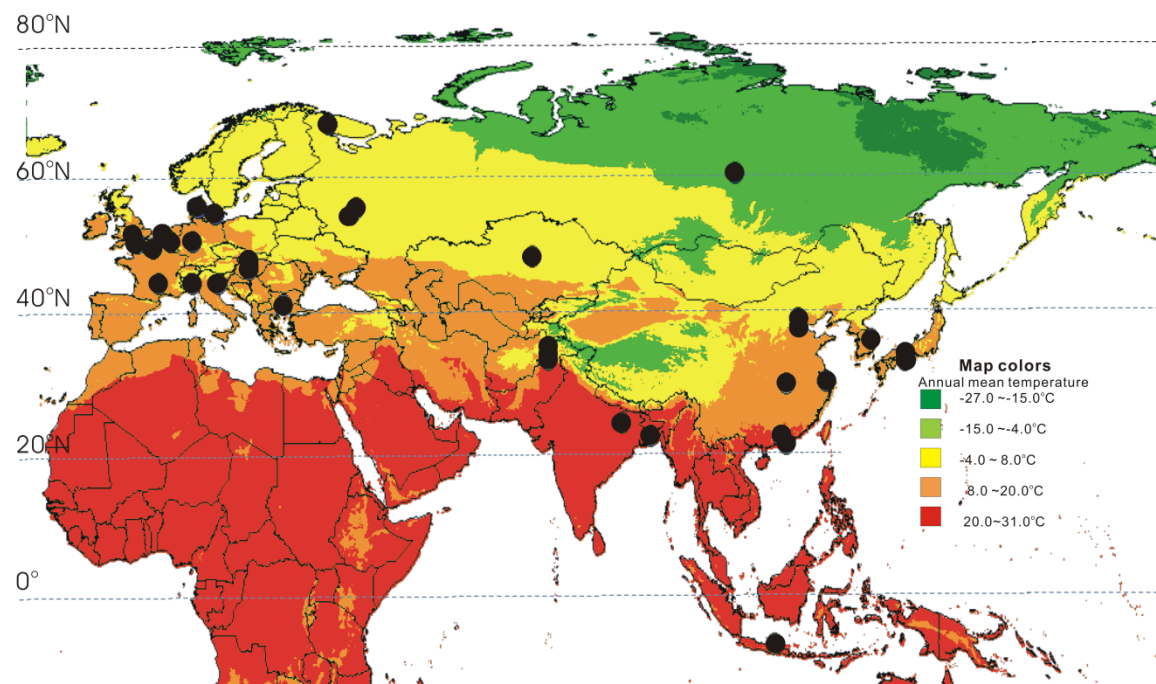 80°N
60°N
40°N
20°N
0°
Map colors
Annual mean temperature
-27.0 ~-15.0°C
-15.0 ~-4.0°C
-4.0 ~ 8.0°C
8.0 ~20.0°C
20.0~31.0°C